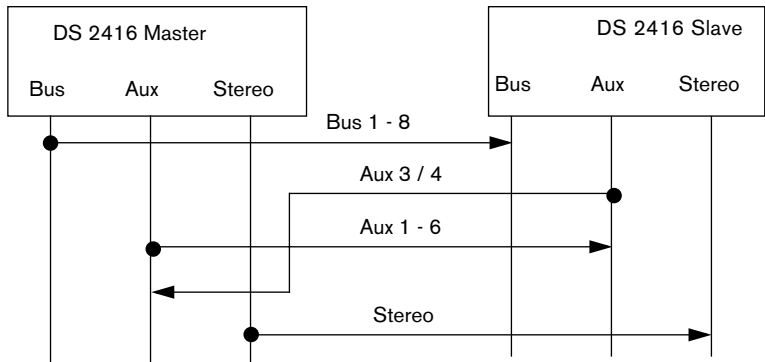 DS 2416 Master
DS 2416 Slave
Bus Aux Stereo
Bus Aux Stereo
Bus 1 - 8
Aux 3 / 4
Aux 1 - 6
Stereo